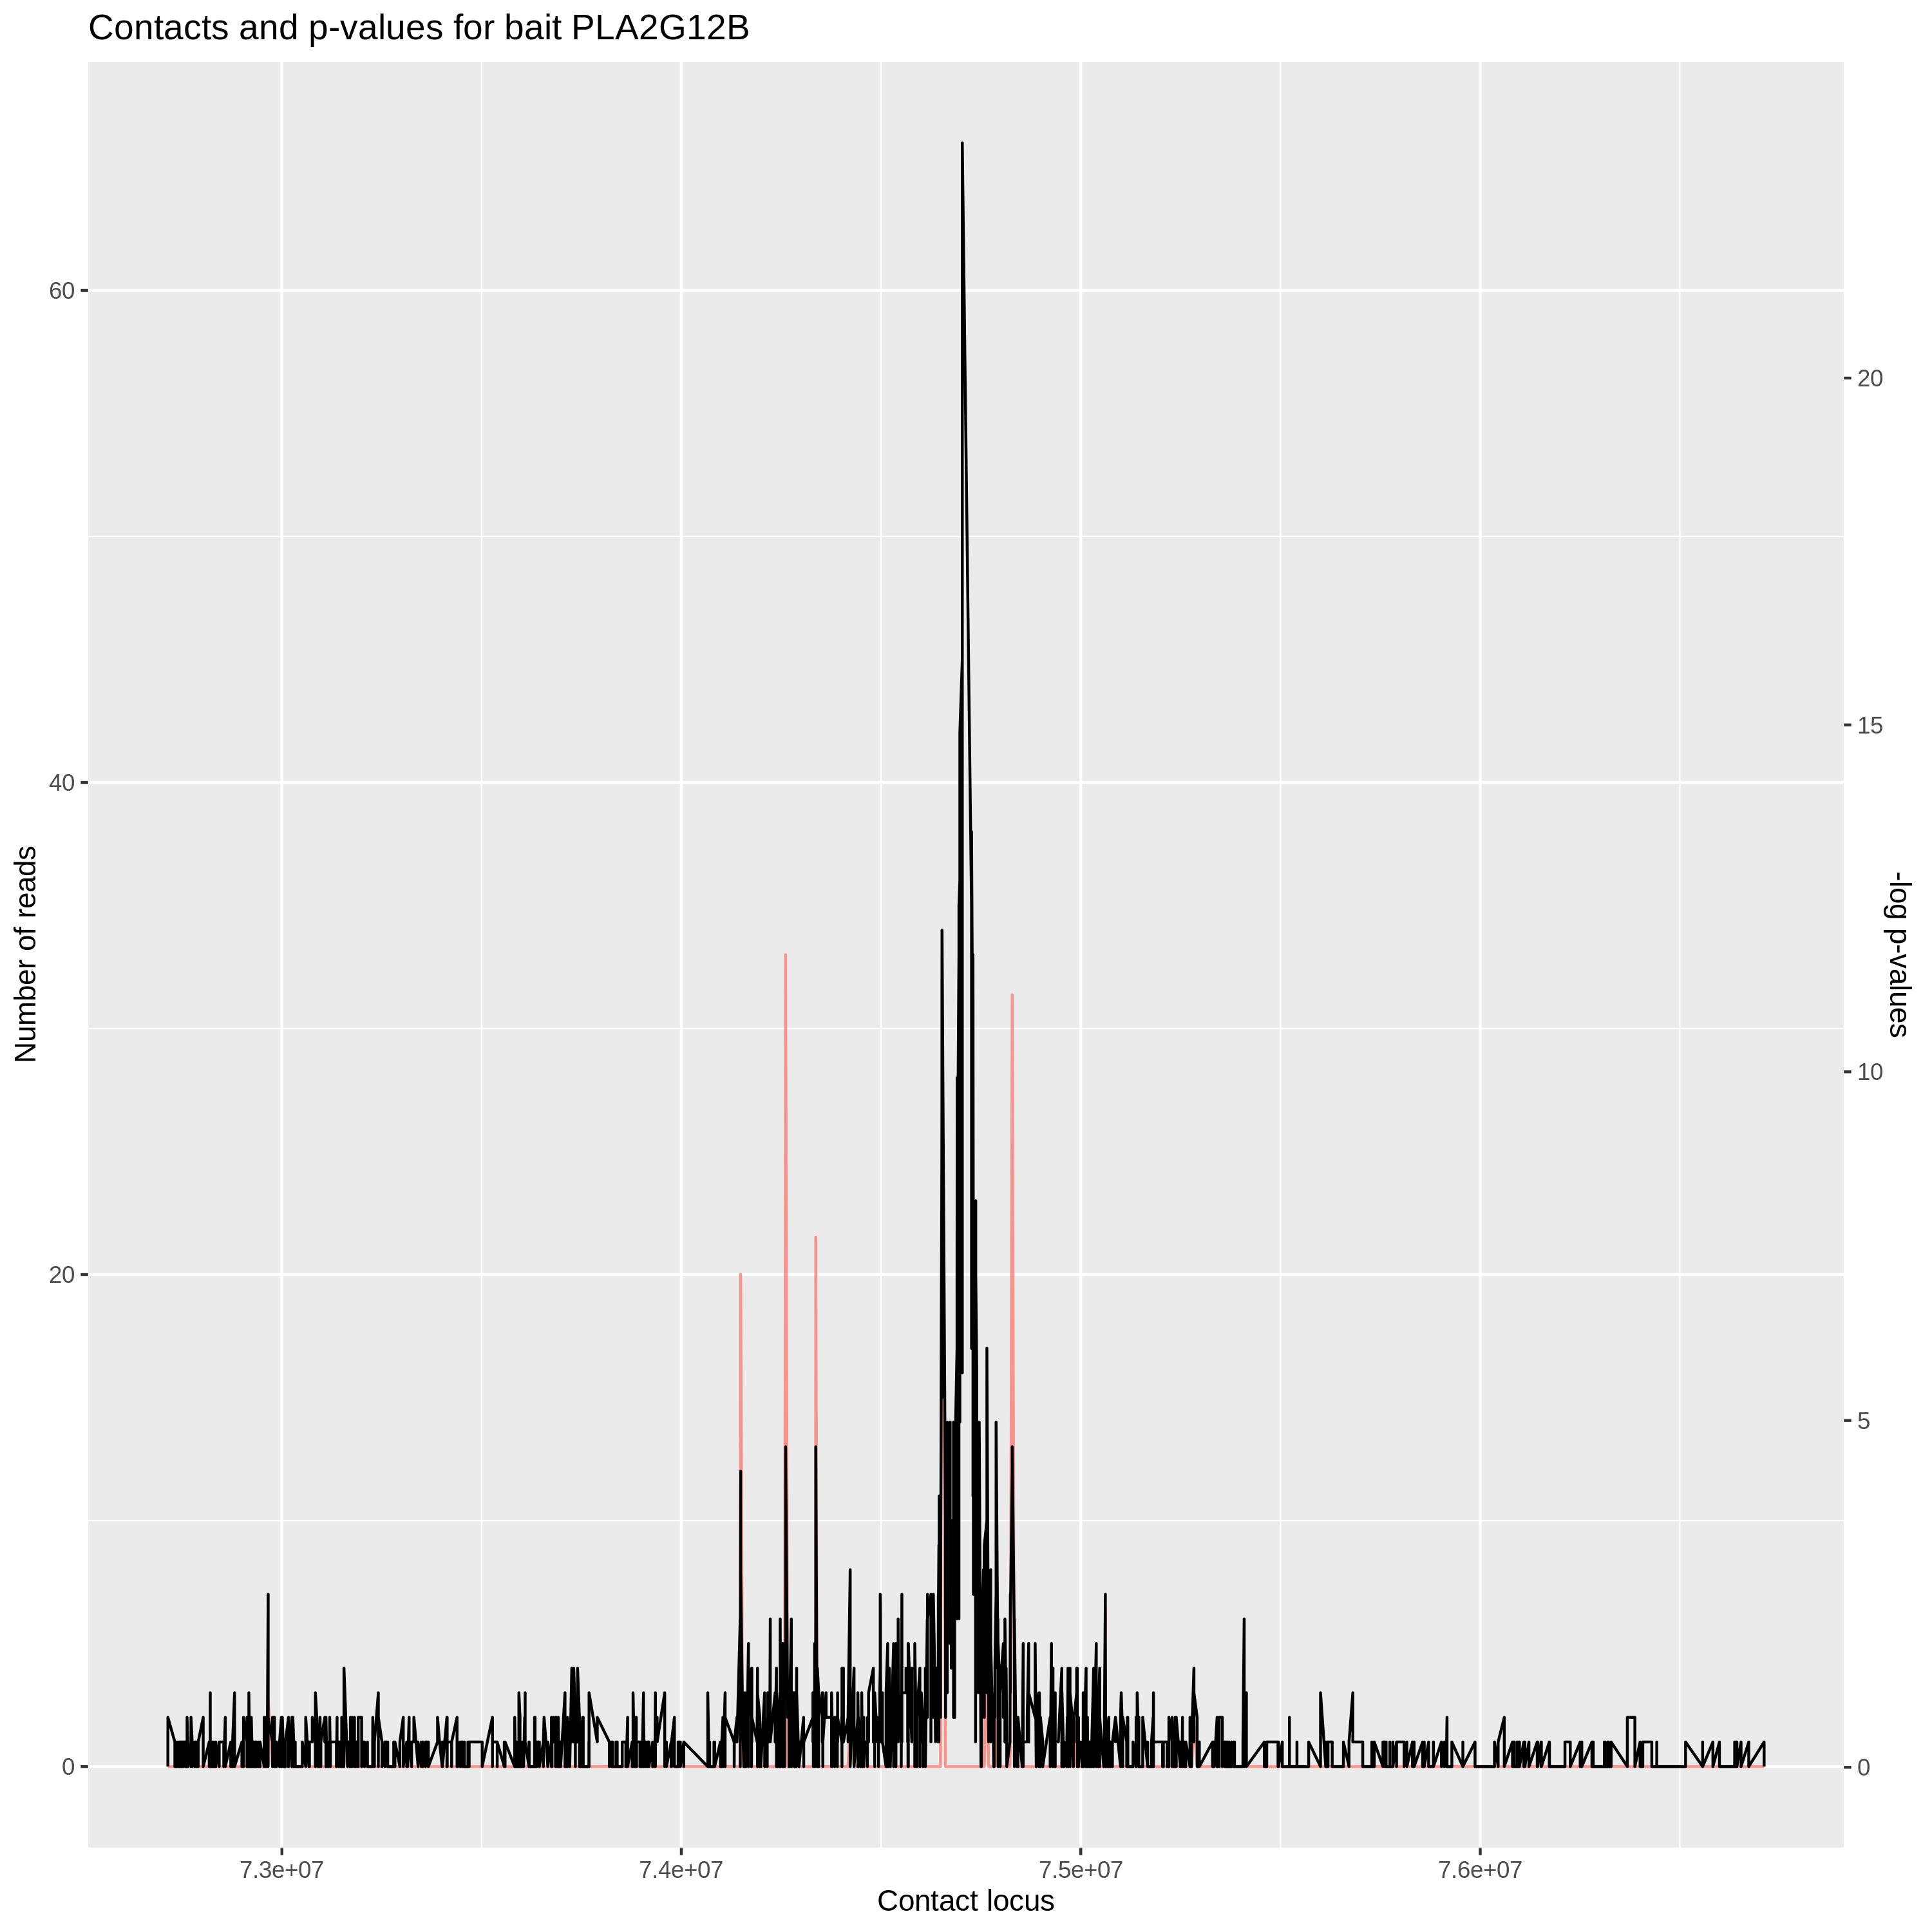 Contacts and p-values for bait PLA2G12B
60
40
20
0
Number of reads
20
15
10
5
0
-log p-values
7.3e+07
7.4e+07
7.5e+07
7.6e+07
Contact locus